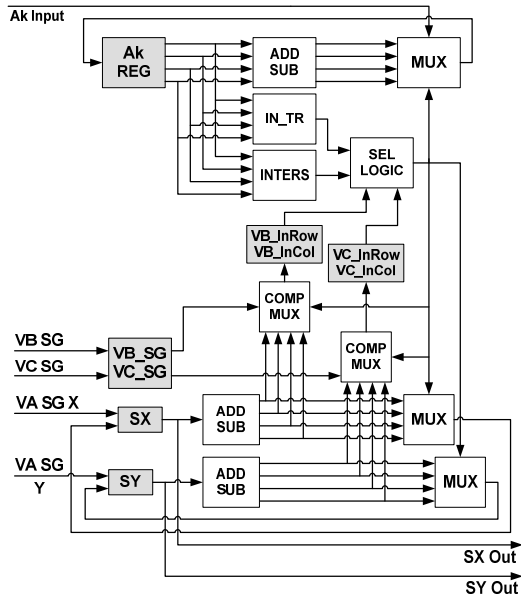 Ak Input
Ak
REG
ADD
SUB
MUX
IN_TR
INTERS
SEL
LOGIC
VB_InRow
VB_InCol
VC_InRow
VC_InCol
COMP
MUX
COMP
MUX
VB SG
VC SG
VB_SG
VC_SG
VA SG X
SX
ADD
SUB
MUX
VA SG
Y
SY
ADD
SUB
MUX
SX Out
SY Out